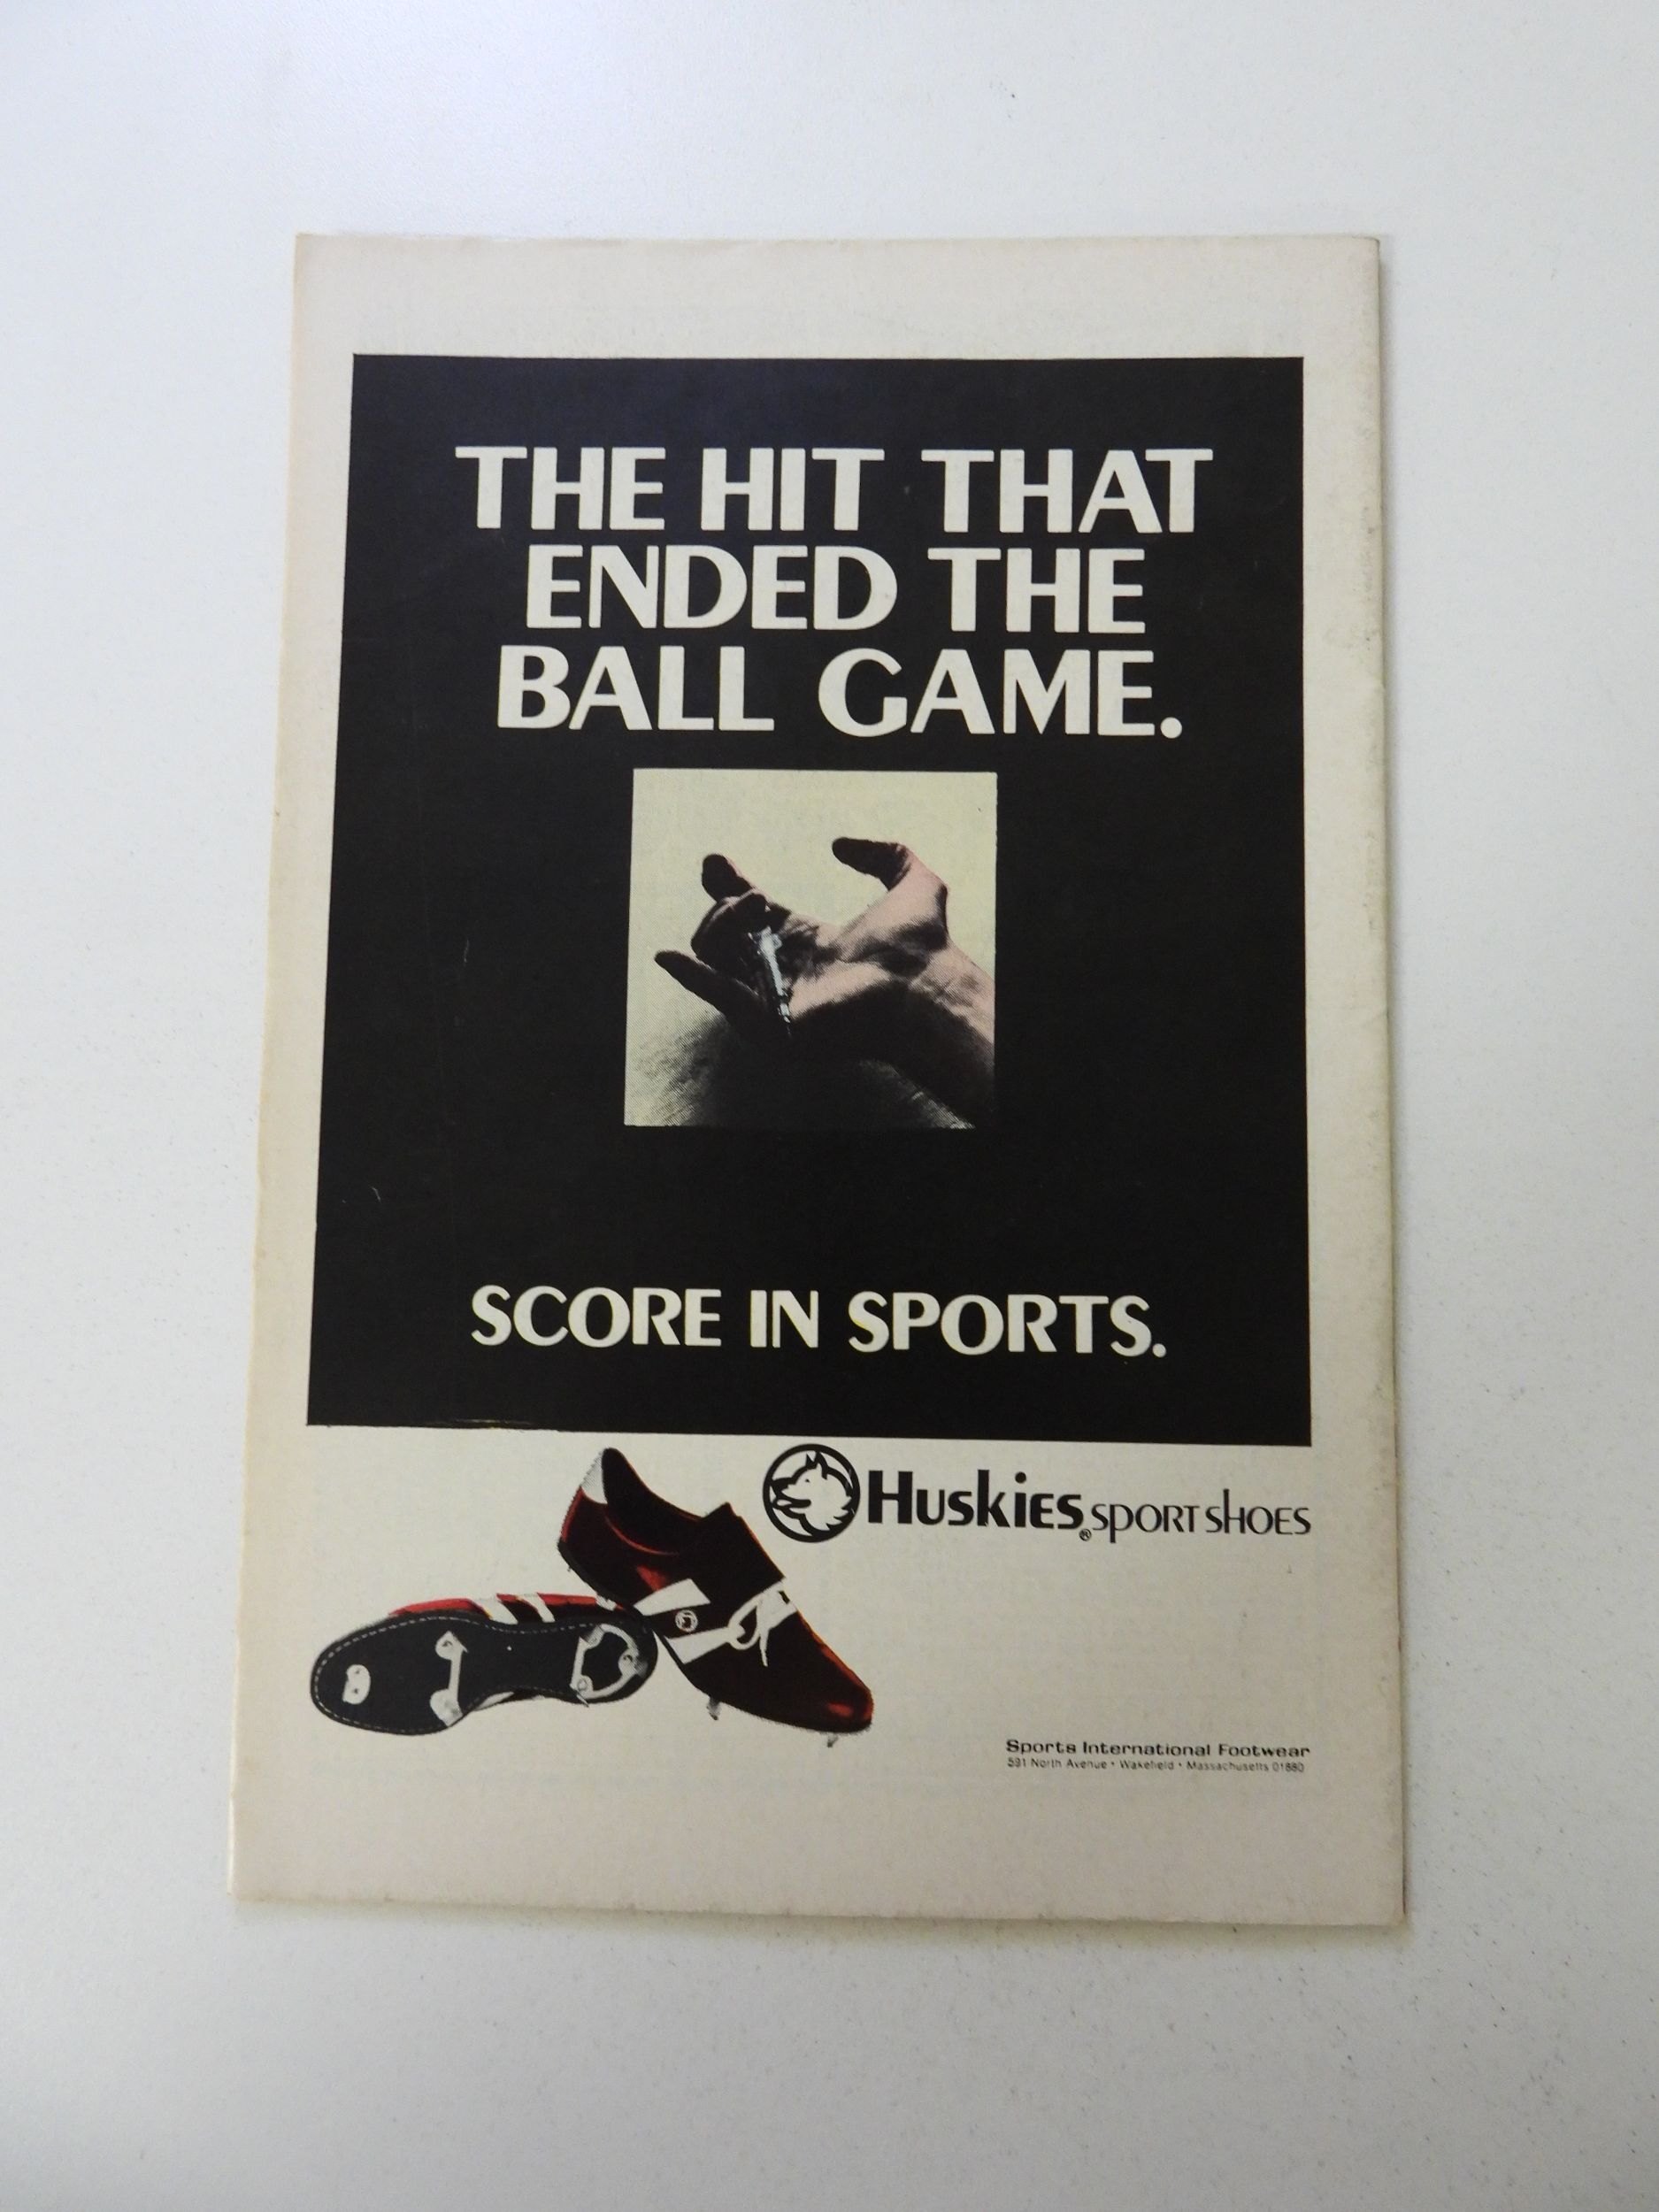 THE HIT THAT
ENDED THE
BALL GAME.
SCORE IN SPORTS.
HUSKIES® SPORT SHOES
Sports International Footwear
591 North Avenue • Wakefield • Massachusetts 01880